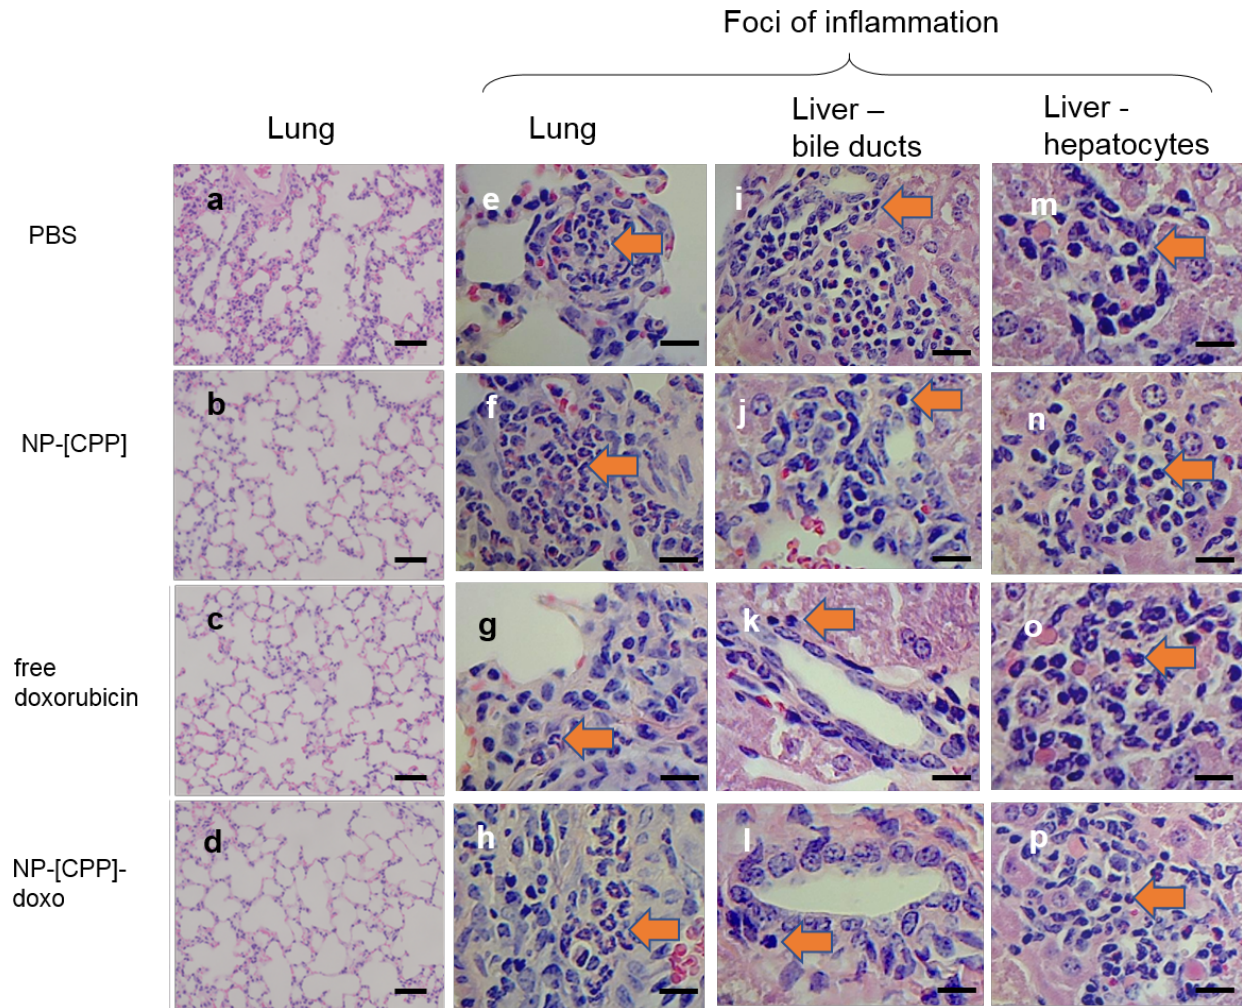 Foci of inflammation
Lung
Lung
Liver –
bile ducts
Liver -
hepatocytes
PBS
a
e
i
m
NP-[CPP]
b
f
j
n
free
doxorubicin
c
g
k
o
NP-[CPP]-
doxo
d
h
l
p